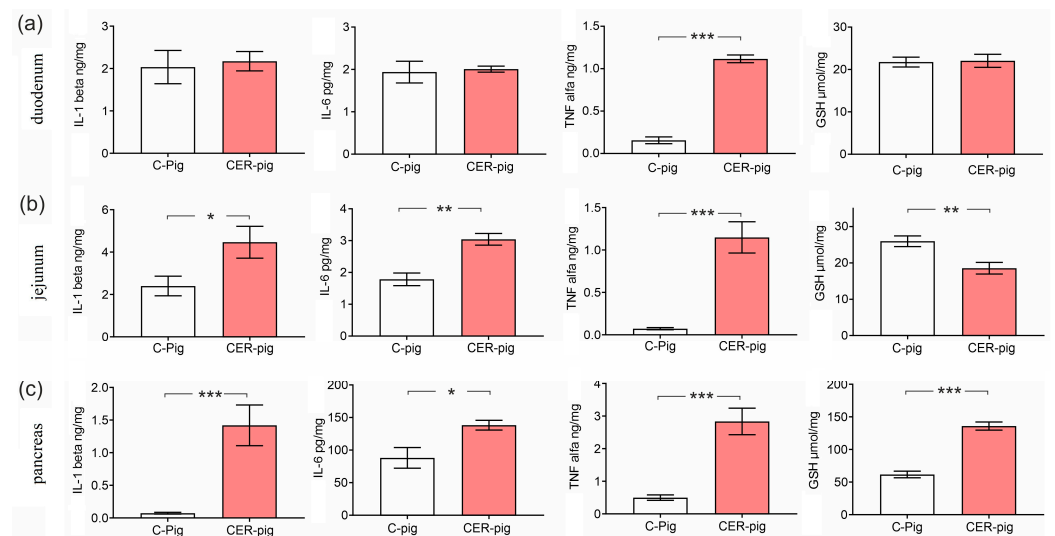 (a)
duodenum
IL-1 beta ng/mg
3
2
1
0
C-Pig
CER-pig
IL-6 pg/mg
3
2
1
0
C-Pig
CER-pig
TNF alfa ng/mg
1.5
1.0
0.5
0.0
***
C-pig
CER-pig
GSH µmol/mg
30
20
10
0
C-pig
CER-pig
(b)
jejunum
IL-1 beta ng/mg
6
4
2
0
*
C-Pig
CER-pig
IL-6 pg/mg
4
3
2
1
0
**
C-pig
CER-pig
TNF alfa ng/mg
1.5
1.0
0.5
0.0
***
C-pig
CER-pig
GSH µmol/mg
30
20
10
0
**
C-pig
CER-pig
(c)
pancreas
IL-1 beta ng/mg
2.0
1.5
1.0
0.5
0.0
***
C-Pig
CER-pig
IL-6 pg/mg
200
150
100
50
0
*
C-pig
CER-pig
TNF alfa ng/mg
4
3
2
1
0
***
C-Pig
CER-pig
GSH µmol/mg
200
150
100
50
0
***
C-Pig
CER-pig